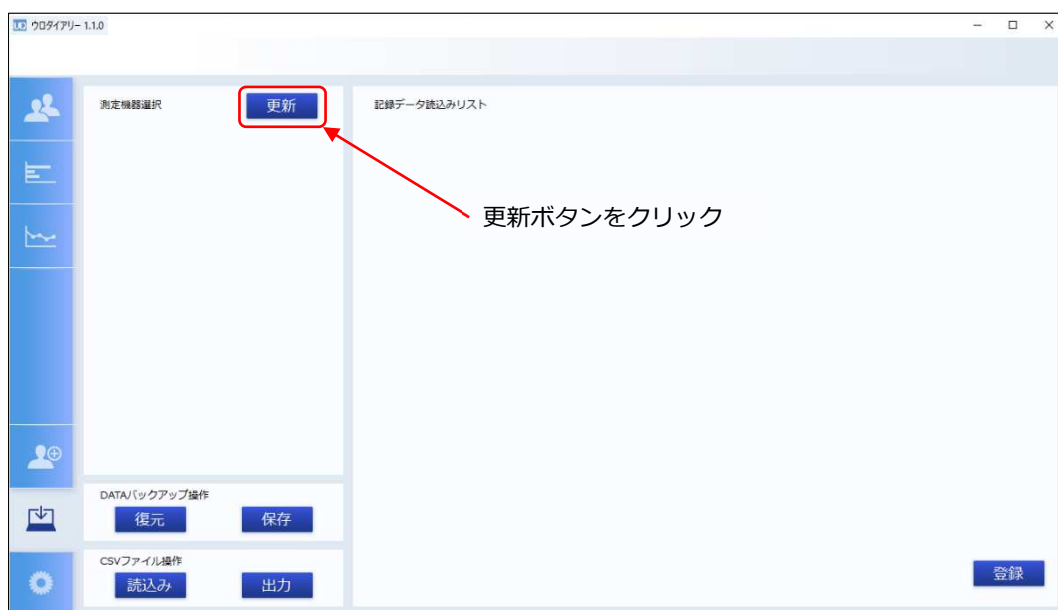 UD ウロダイアリー 1.1.0
測定機器選択
更新
記録データ読込みリスト
更新ボタンをクリック
DATAバックアップ操作
復元
保存
CSVファイル操作
読込み
出力
登録